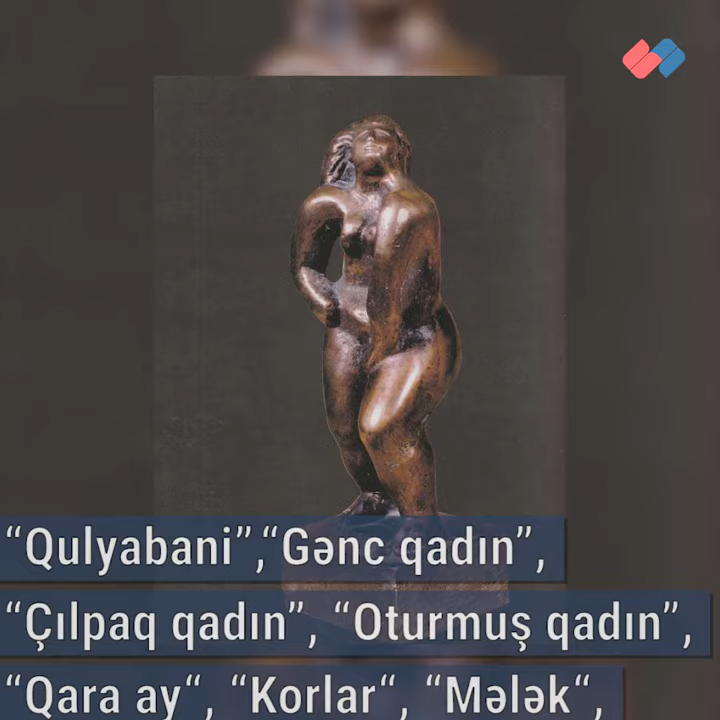 “Qulyabani”,“Gənc qadın”,
“Çılpaq qadın”, “Oturmuş qadın”,
“Qara ay“, “Korlar“, “Mələk“,